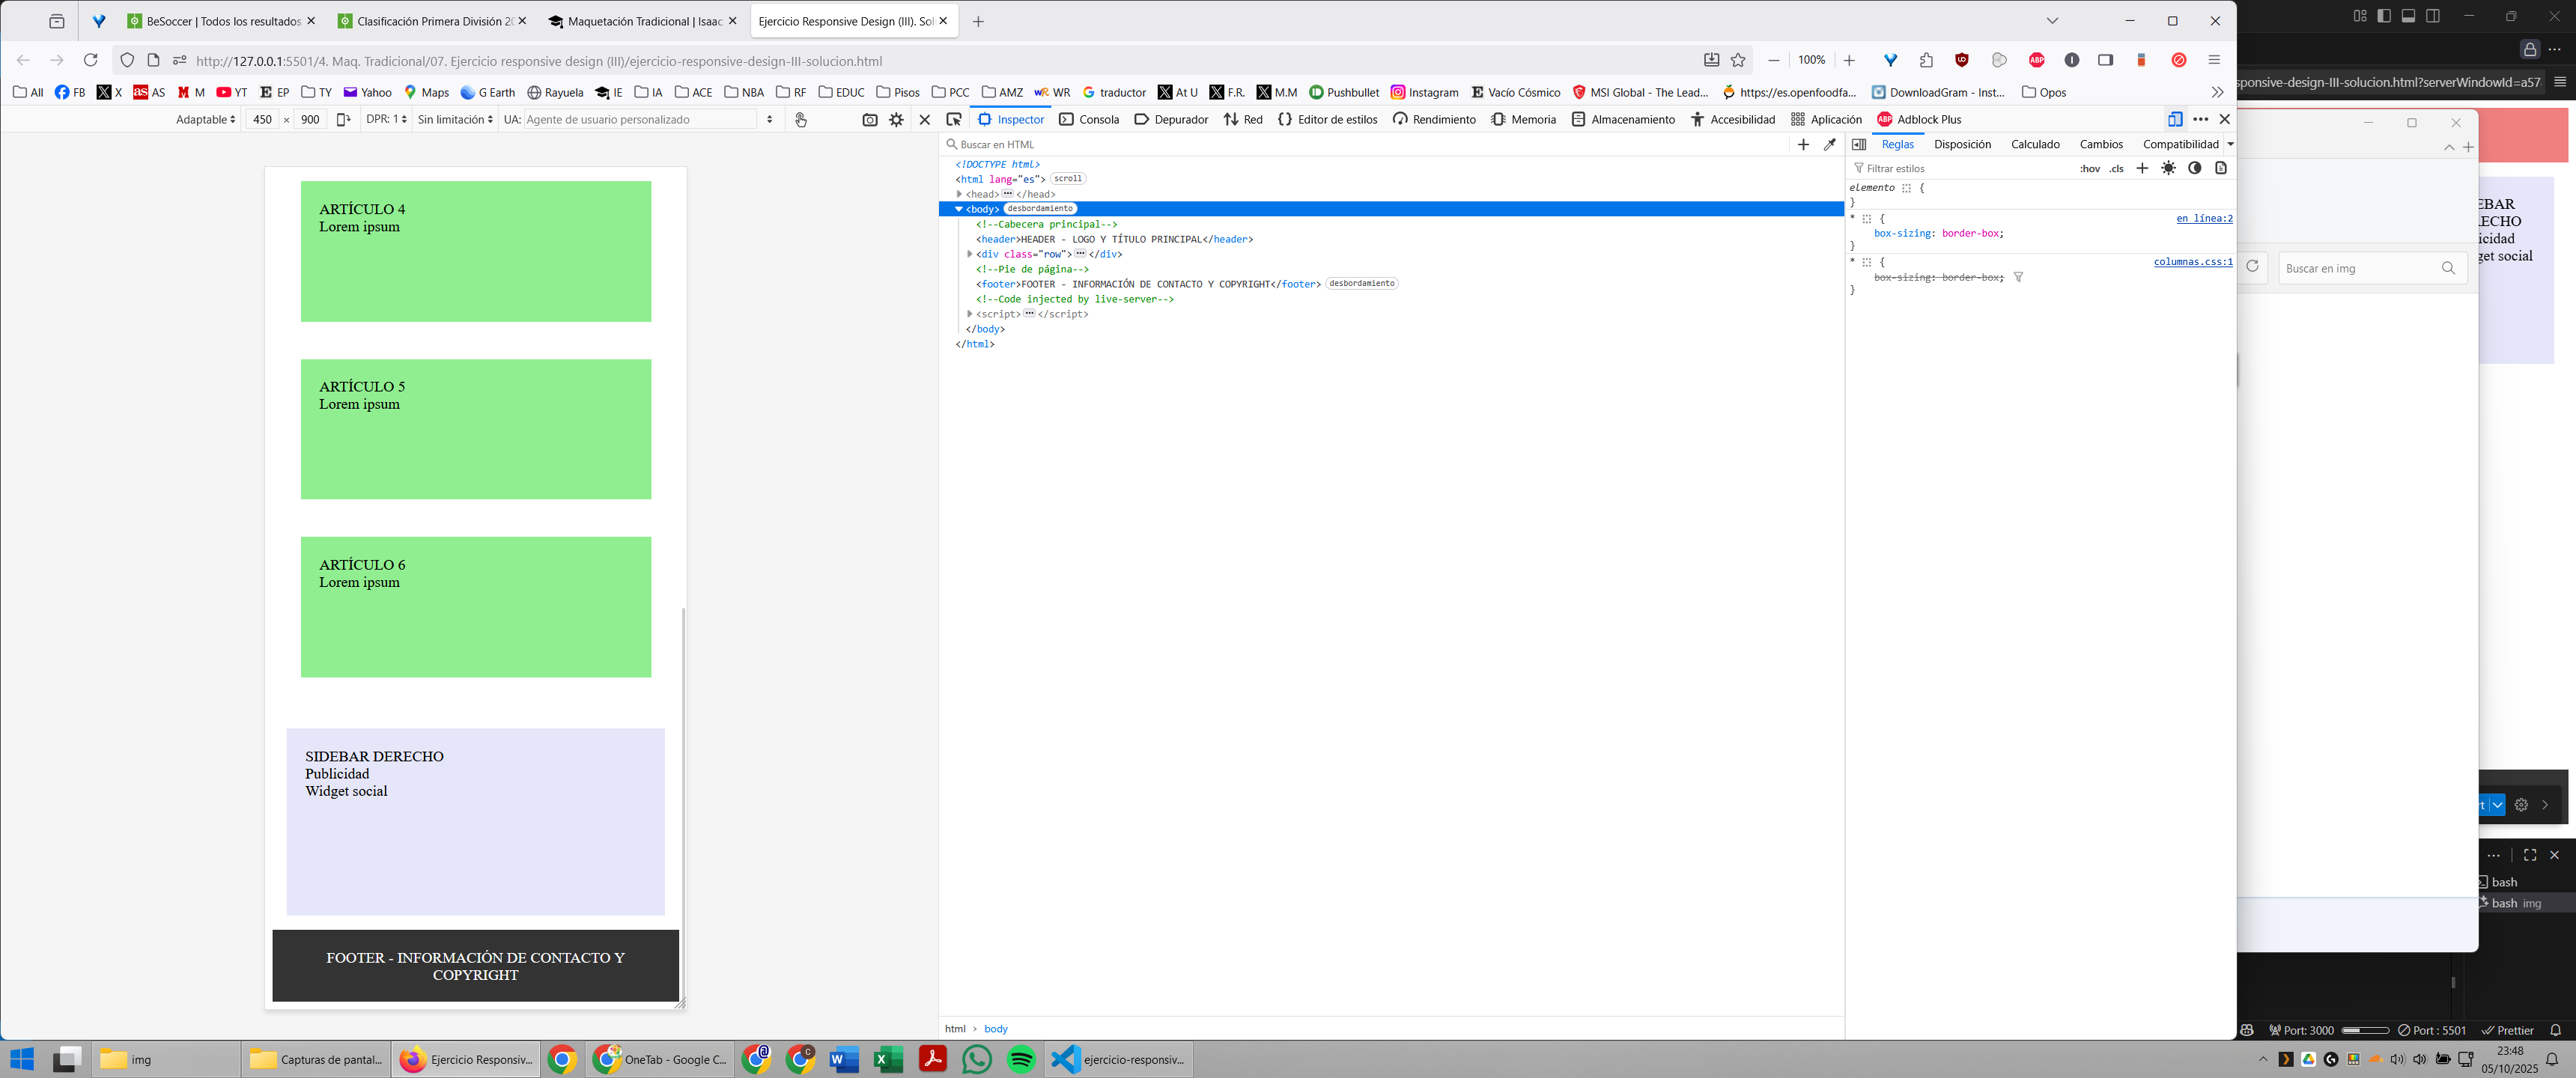 BeSoccer | Todos los resultados
Clasificación Primera División 20
Maquetación Tradicional | Isaac
Ejercicio Responsive Design (III). Sol
http://127.0.0.1:5501/4. Maq. Tradicional/07. Ejercicio responsive design (III)/ejercicio-responsive-design-III-solucion.html
100%
All FB X AS M YT EP TY Yahoo Maps G Earth Rayuela IE IA ACE NBA RF EDUC Pisos PCC AMZ WR traductor At U F.R. M.M Pushbullet Instagram Vacío Cósmico MSI Global - The Lead... https://es.openfoodfa... DownloadGram - Inst... Opos
Adaptable 450 × 900 DPR: 1 Sin limitación UA: Agente de usuario personalizado
Inspector Consola Depurador Red Editor de estilos Rendimiento Memoria Almacenamiento Accesibilidad Aplicación Adblock Plus
Buscar en HTML
<!DOCTYPE html>
<html lang="es"> scroll
<head> </head>
<body> desbordamiento
<!--Cabecera principal-->
<header>HEADER - LOGO Y TÍTULO PRINCIPAL</header>
<div class="row"> </div>
<!--Pie de página-->
<footer>FOOTER - INFORMACIÓN DE CONTACTO Y COPYRIGHT</footer> desbordamiento
<!--Code injected by live-server-->
<script> </script>
</body>
</html>
html › body
Reglas Disposición Calculado Cambios Compatibilidad
Filtrar estilos :hov .cls
elemento {
}
* { en línea:2
box-sizing: border-box;
}
* { columnas.css:1
box-sizing: border-box;
}
ARTÍCULO 4
Lorem ipsum
ARTÍCULO 5
Lorem ipsum
ARTÍCULO 6
Lorem ipsum
SIDEBAR DERECHO
Publicidad
Widget social
FOOTER - INFORMACIÓN DE CONTACTO Y
COPYRIGHT
sponsive-design-III-solucion.html?serverWindowId=a57
EBAR
ECHO
icidad
get social
Buscar en img
bash
bash img
Port: 3000 Port : 5501 Prettier
img
Capturas de pantal...
Ejercicio Responsiv...
OneTab - Google C...
ejercicio-responsiv...
23:48
05/10/2025